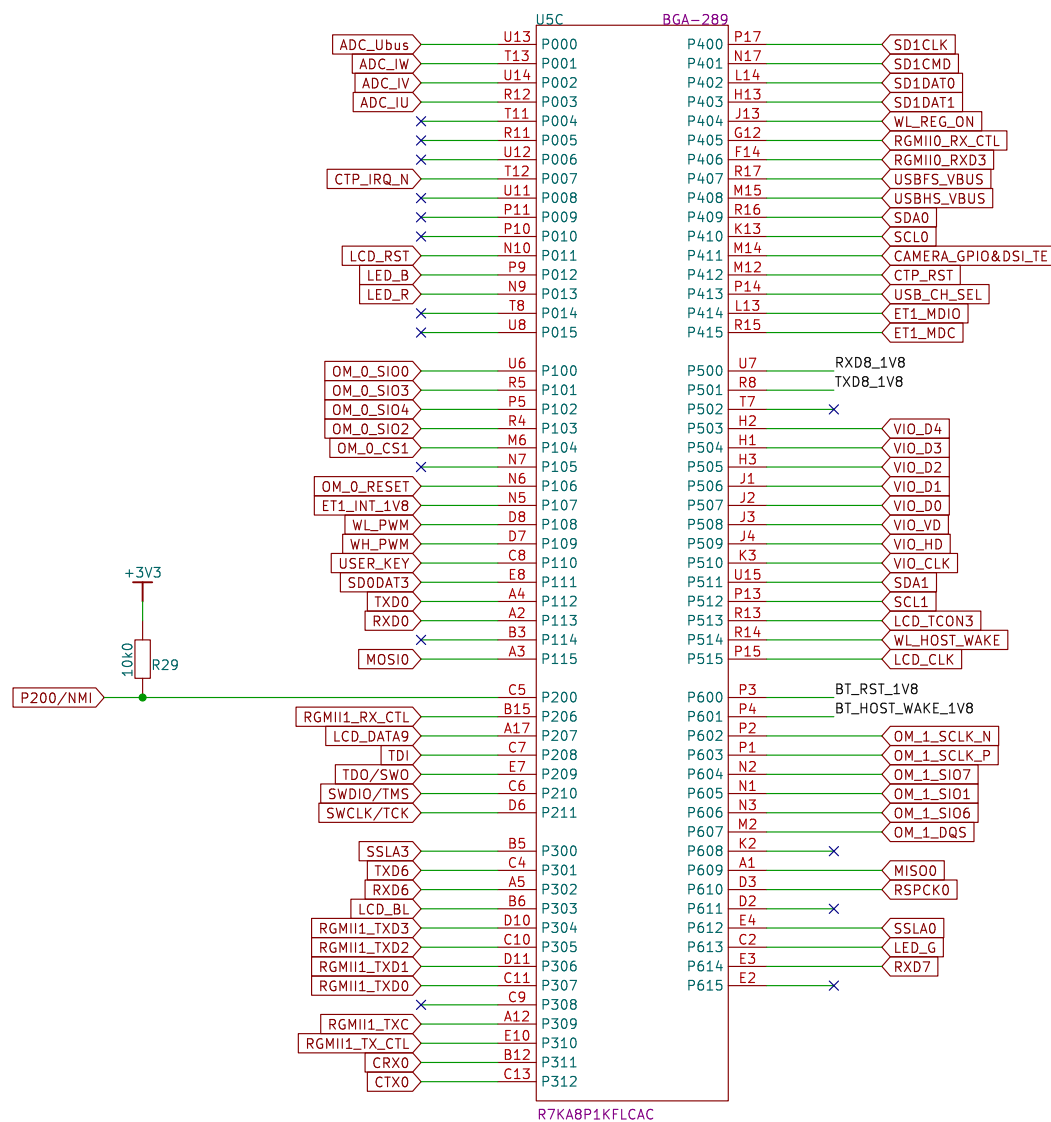 U5C BGA-289
ADC_Ubus U13 P000 P400 P17 SD1CLK
ADC_IW T13 P001 P401 N17 SD1CMD
ADC_IV U14 P002 P402 L14 SD1DAT0
ADC_IU R12 P003 P403 H13 SD1DAT1
T11 P004 P404 J13 WL_REG_ON
R11 P005 P405 G12 RGMII0_RX_CTL
U12 P006 P406 F14 RGMII0_RXD3
CTP_IRQ_N T12 P007 P407 R17 USBFS_VBUS
U11 P008 P408 M15 USBHS_VBUS
P11 P009 P409 R16 SDA0
P10 P010 P410 K13 SCL0
LCD_RST N10 P011 P411 M14 CAMERA_GPIO&DSI_TE
LED_B P9 P012 P412 M12 CTP_RST
LED_R N9 P013 P413 P14 USB_CH_SEL
T8 P014 P414 L13 ET1_MDIO
U8 P015 P415 R15 ET1_MDC
OM_0_SIO0 U6 P100 P500 U7 RXD8_1V8
OM_0_SIO3 R5 P101 P501 R8 TXD8_1V8
OM_0_SIO4 P5 P102 P502 T7
OM_0_SIO2 R4 P103 P503 H2 VIO_D4
OM_0_CS1 M6 P104 P504 H1 VIO_D3
N7 P105 P505 H3 VIO_D2
OM_0_RESET N6 P106 P506 J1 VIO_D1
ET1_INT_1V8 N5 P107 P507 J2 VIO_D0
WL_PWM D8 P108 P508 J3 VIO_VD
WH_PWM D7 P109 P509 J4 VIO_HD
USER_KEY C8 P110 P510 K3 VIO_CLK
+3V3
SD0DAT3 E8 P111 P511 U15 SDA1
TXD0 A4 P112 P512 P13 SCL1
RXD0 A2 P113 P513 R13 LCD_TCON3
B3 P114 P514 R14 WL_HOST_WAKE
MOSI0 A3 P115 P515 P15 LCD_CLK
10k0 R29
P200/NMI C5 P200 P600 P3 BT_RST_1V8
RGMII1_RX_CTL B15 P206 P601 P4 BT_HOST_WAKE_1V8
LCD_DATA9 A17 P207 P602 P2 OM_1_SCLK_N
TDI C7 P208 P603 P1 OM_1_SCLK_P
TDO/SWO E7 P209 P604 N2 OM_1_SIO7
SWDIO/TMS C6 P210 P605 N1 OM_1_SIO1
SWCLK/TCK D6 P211 P606 N3 OM_1_SIO6
P607 M2 OM_1_DQS
SSLA3 B5 P300 P608 K2
TXD6 C4 P301 P609 A1 MISO0
RXD6 A5 P302 P610 D3 RSPCK0
LCD_BL B6 P303 P611 D2
RGMII1_TXD3 D10 P304 P612 E4 SSLA0
RGMII1_TXD2 C10 P305 P613 C2 LED_G
RGMII1_TXD1 D11 P306 P614 E3 RXD7
RGMII1_TXD0 C11 P307 P615 E2
C9 P308
RGMII1_TXC A12 P309
RGMII1_TX_CTL E10 P310
CRX0 B12 P311
CTX0 C13 P312
R7KA8P1KFLCAC